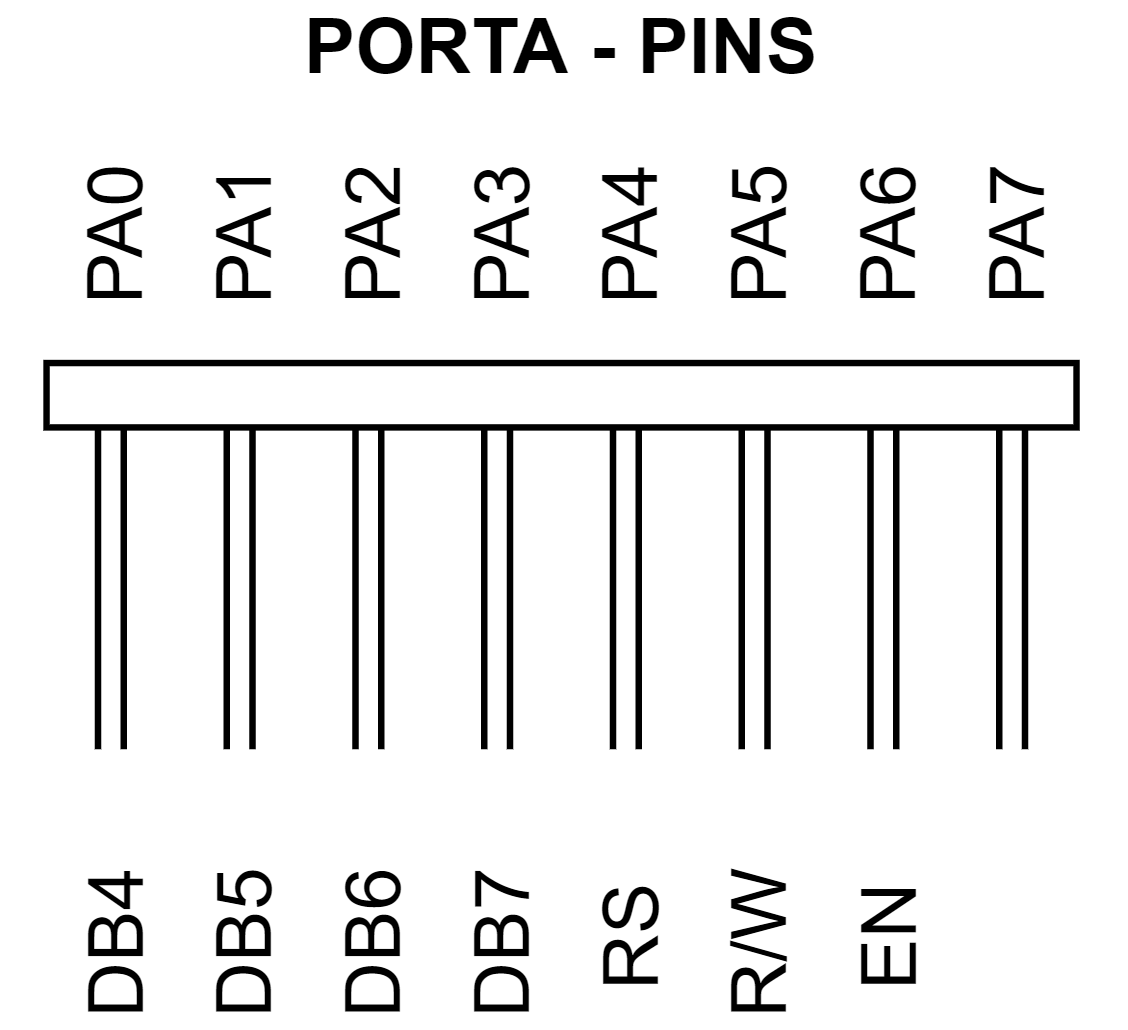 PORTA - PINS
PA0 PA1 PA2 PA3 PA4 PA5 PA6 PA7
DB4 DB5 DB6 DB7 RS R/W EN